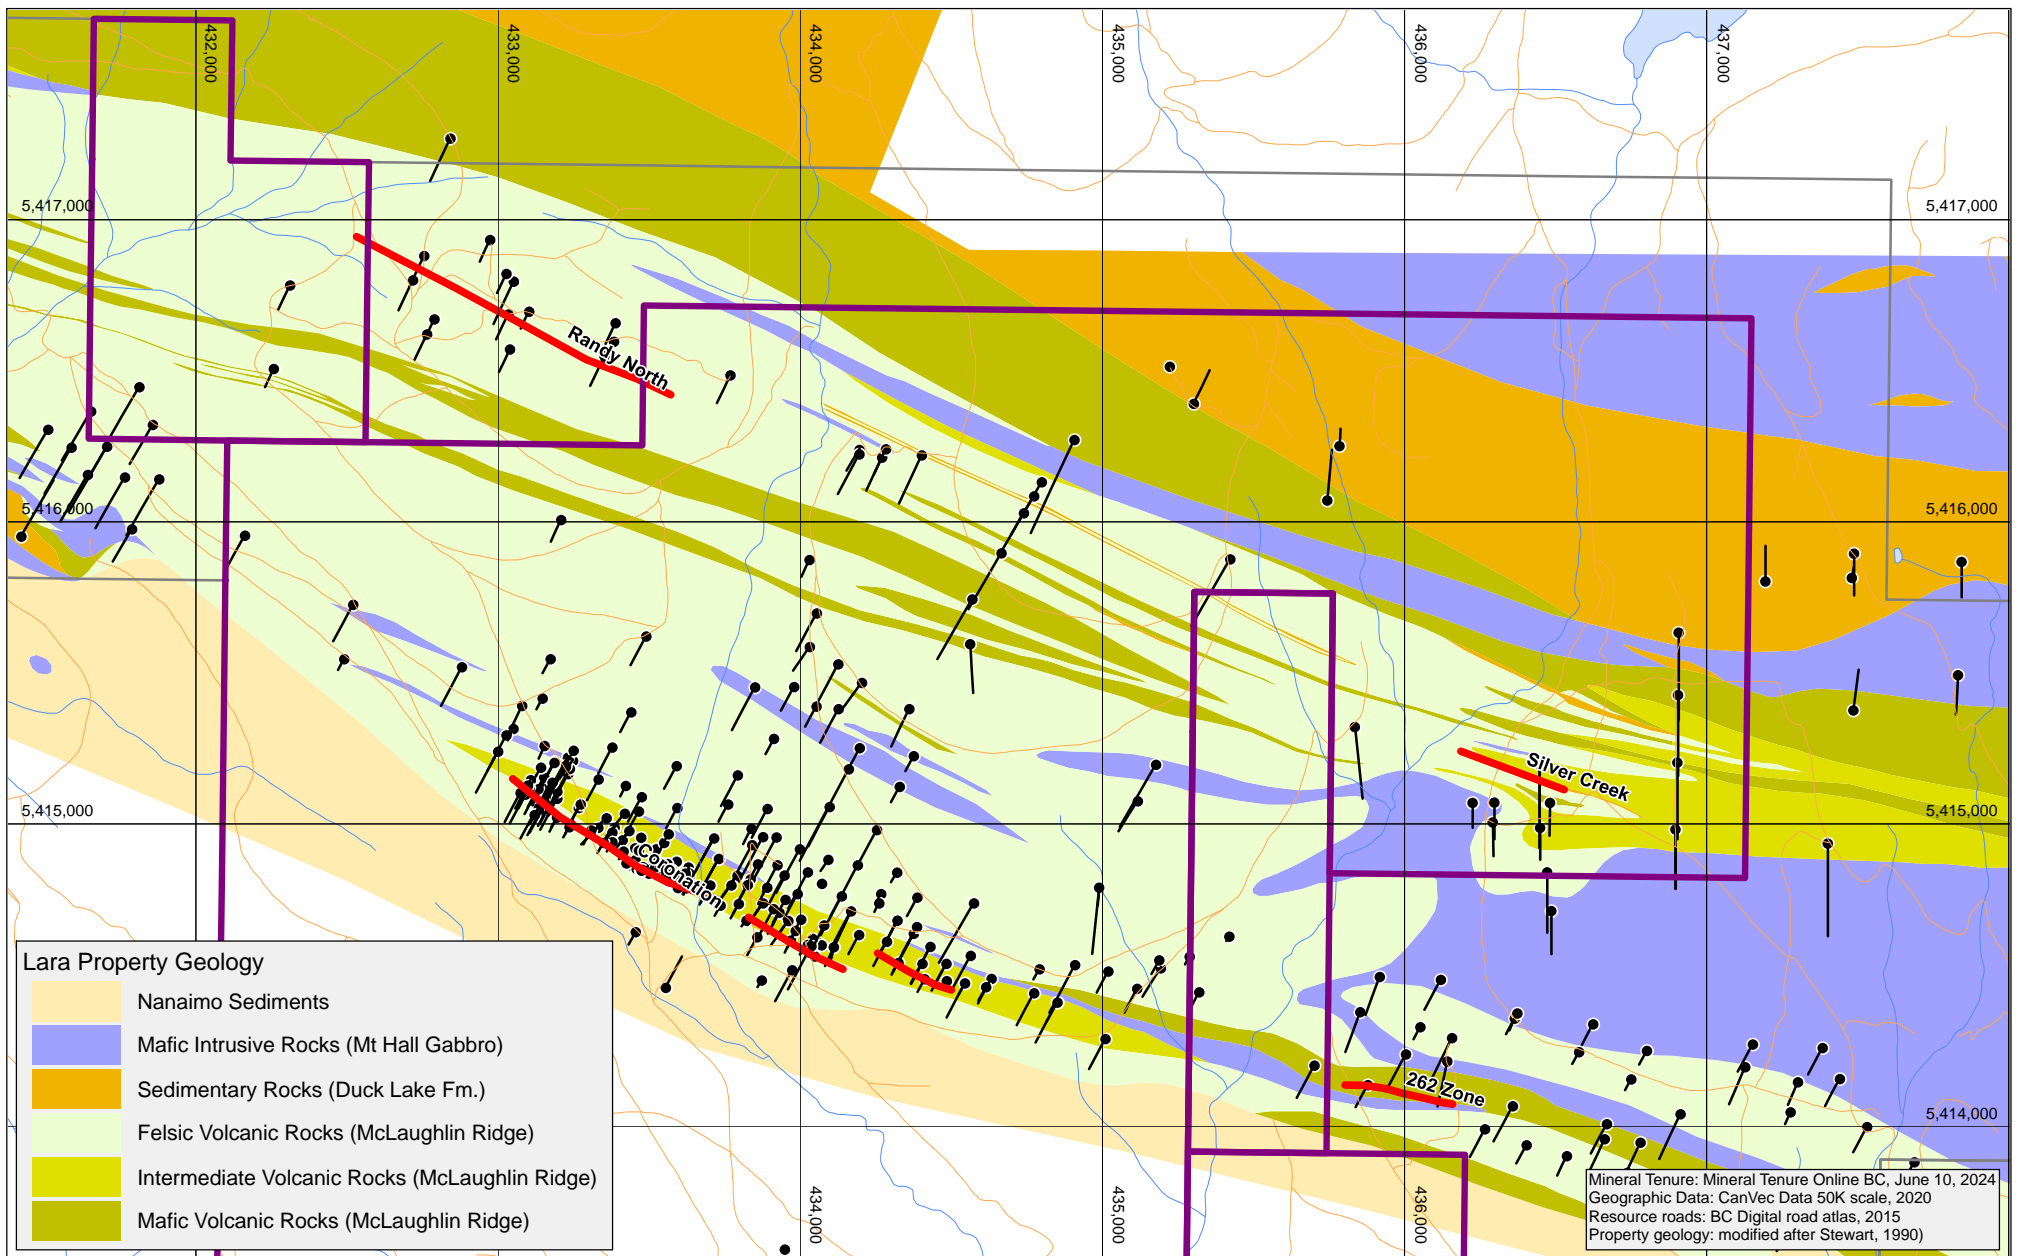 432,000
433,000
434,000
435,000
436,000
437,000
5,417,000
5,417,000
Randy North
5,416,000
5,416,000
Silver Creek
5,415,000
5,415,000
Coronation
262 Zone
5,414,000
434,000
435,000
436,000
Lara Property Geology
Nanaimo Sediments
Mafic Intrusive Rocks (Mt Hall Gabbro)
Sedimentary Rocks (Duck Lake Fm.)
Felsic Volcanic Rocks (McLaughlin Ridge)
Intermediate Volcanic Rocks (McLaughlin Ridge)
Mafic Volcanic Rocks (McLaughlin Ridge)
Mineral Tenure: Mineral Tenure Online BC, June 10, 2024
Geographic Data: CanVec Data 50K scale, 2020
Resource roads: BC Digital road atlas, 2015
Property geology: modified after Stewart, 1990)